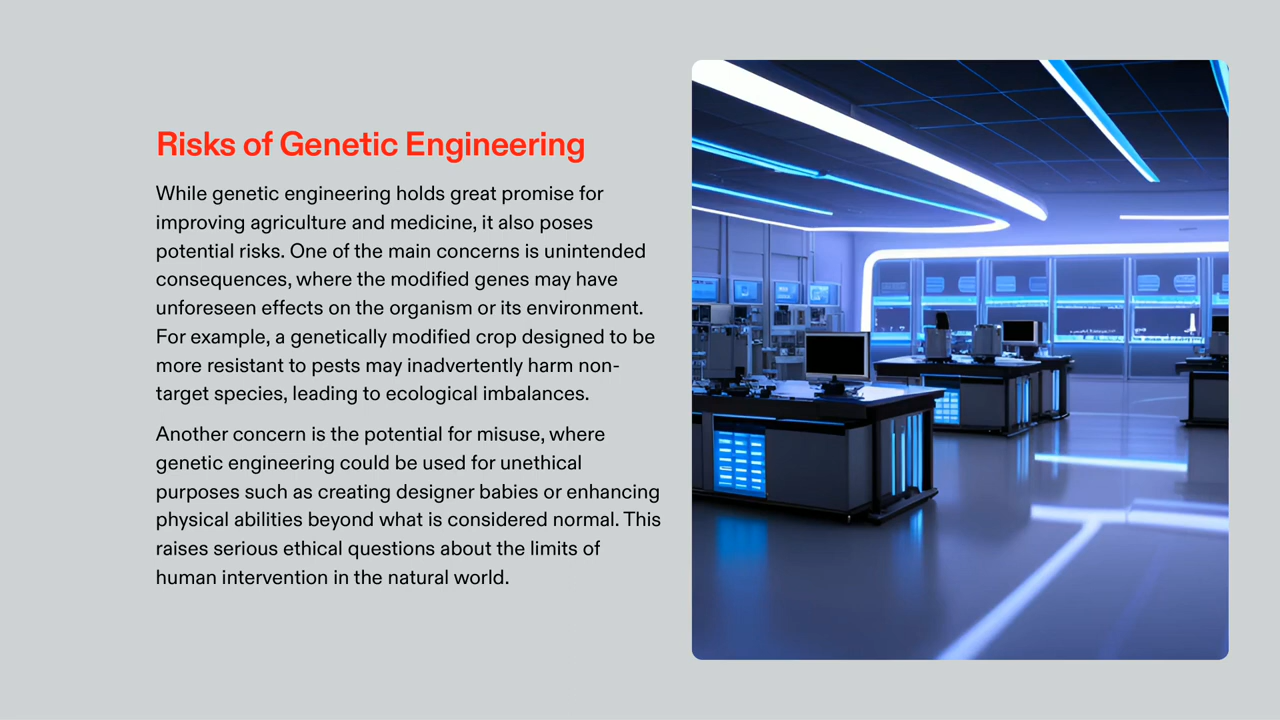 Risks of Genetic Engineering
While genetic engineering holds great promise for
improving agriculture and medicine, it also poses
potential risks. One of the main concerns is unintended
consequences, where the modified genes may have
unforeseen effects on the organism or its environment.
For example, a genetically modified crop designed to be
more resistant to pests may inadvertently harm non-
target species, leading to ecological imbalances.
Another concern is the potential for misuse, where
genetic engineering could be used for unethical
purposes such as creating designer babies or enhancing
physical abilities beyond what is considered normal. This
raises serious ethical questions about the limits of
human intervention in the natural world.